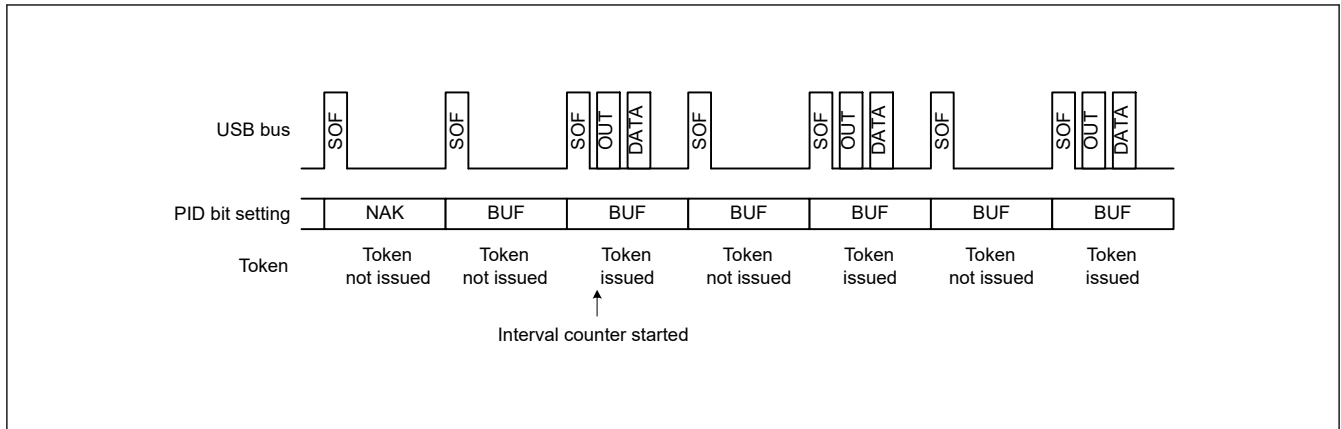 SOF SOF SOF OUT DATA SOF SOF OUT DATA SOF SOF OUT DATA
USB bus
PID bit setting NAK BUF BUF BUF BUF BUF BUF
Token Token Token Token Token Token Token
Token
not issued not issued issued not issued issued not issued issued
Interval counter started